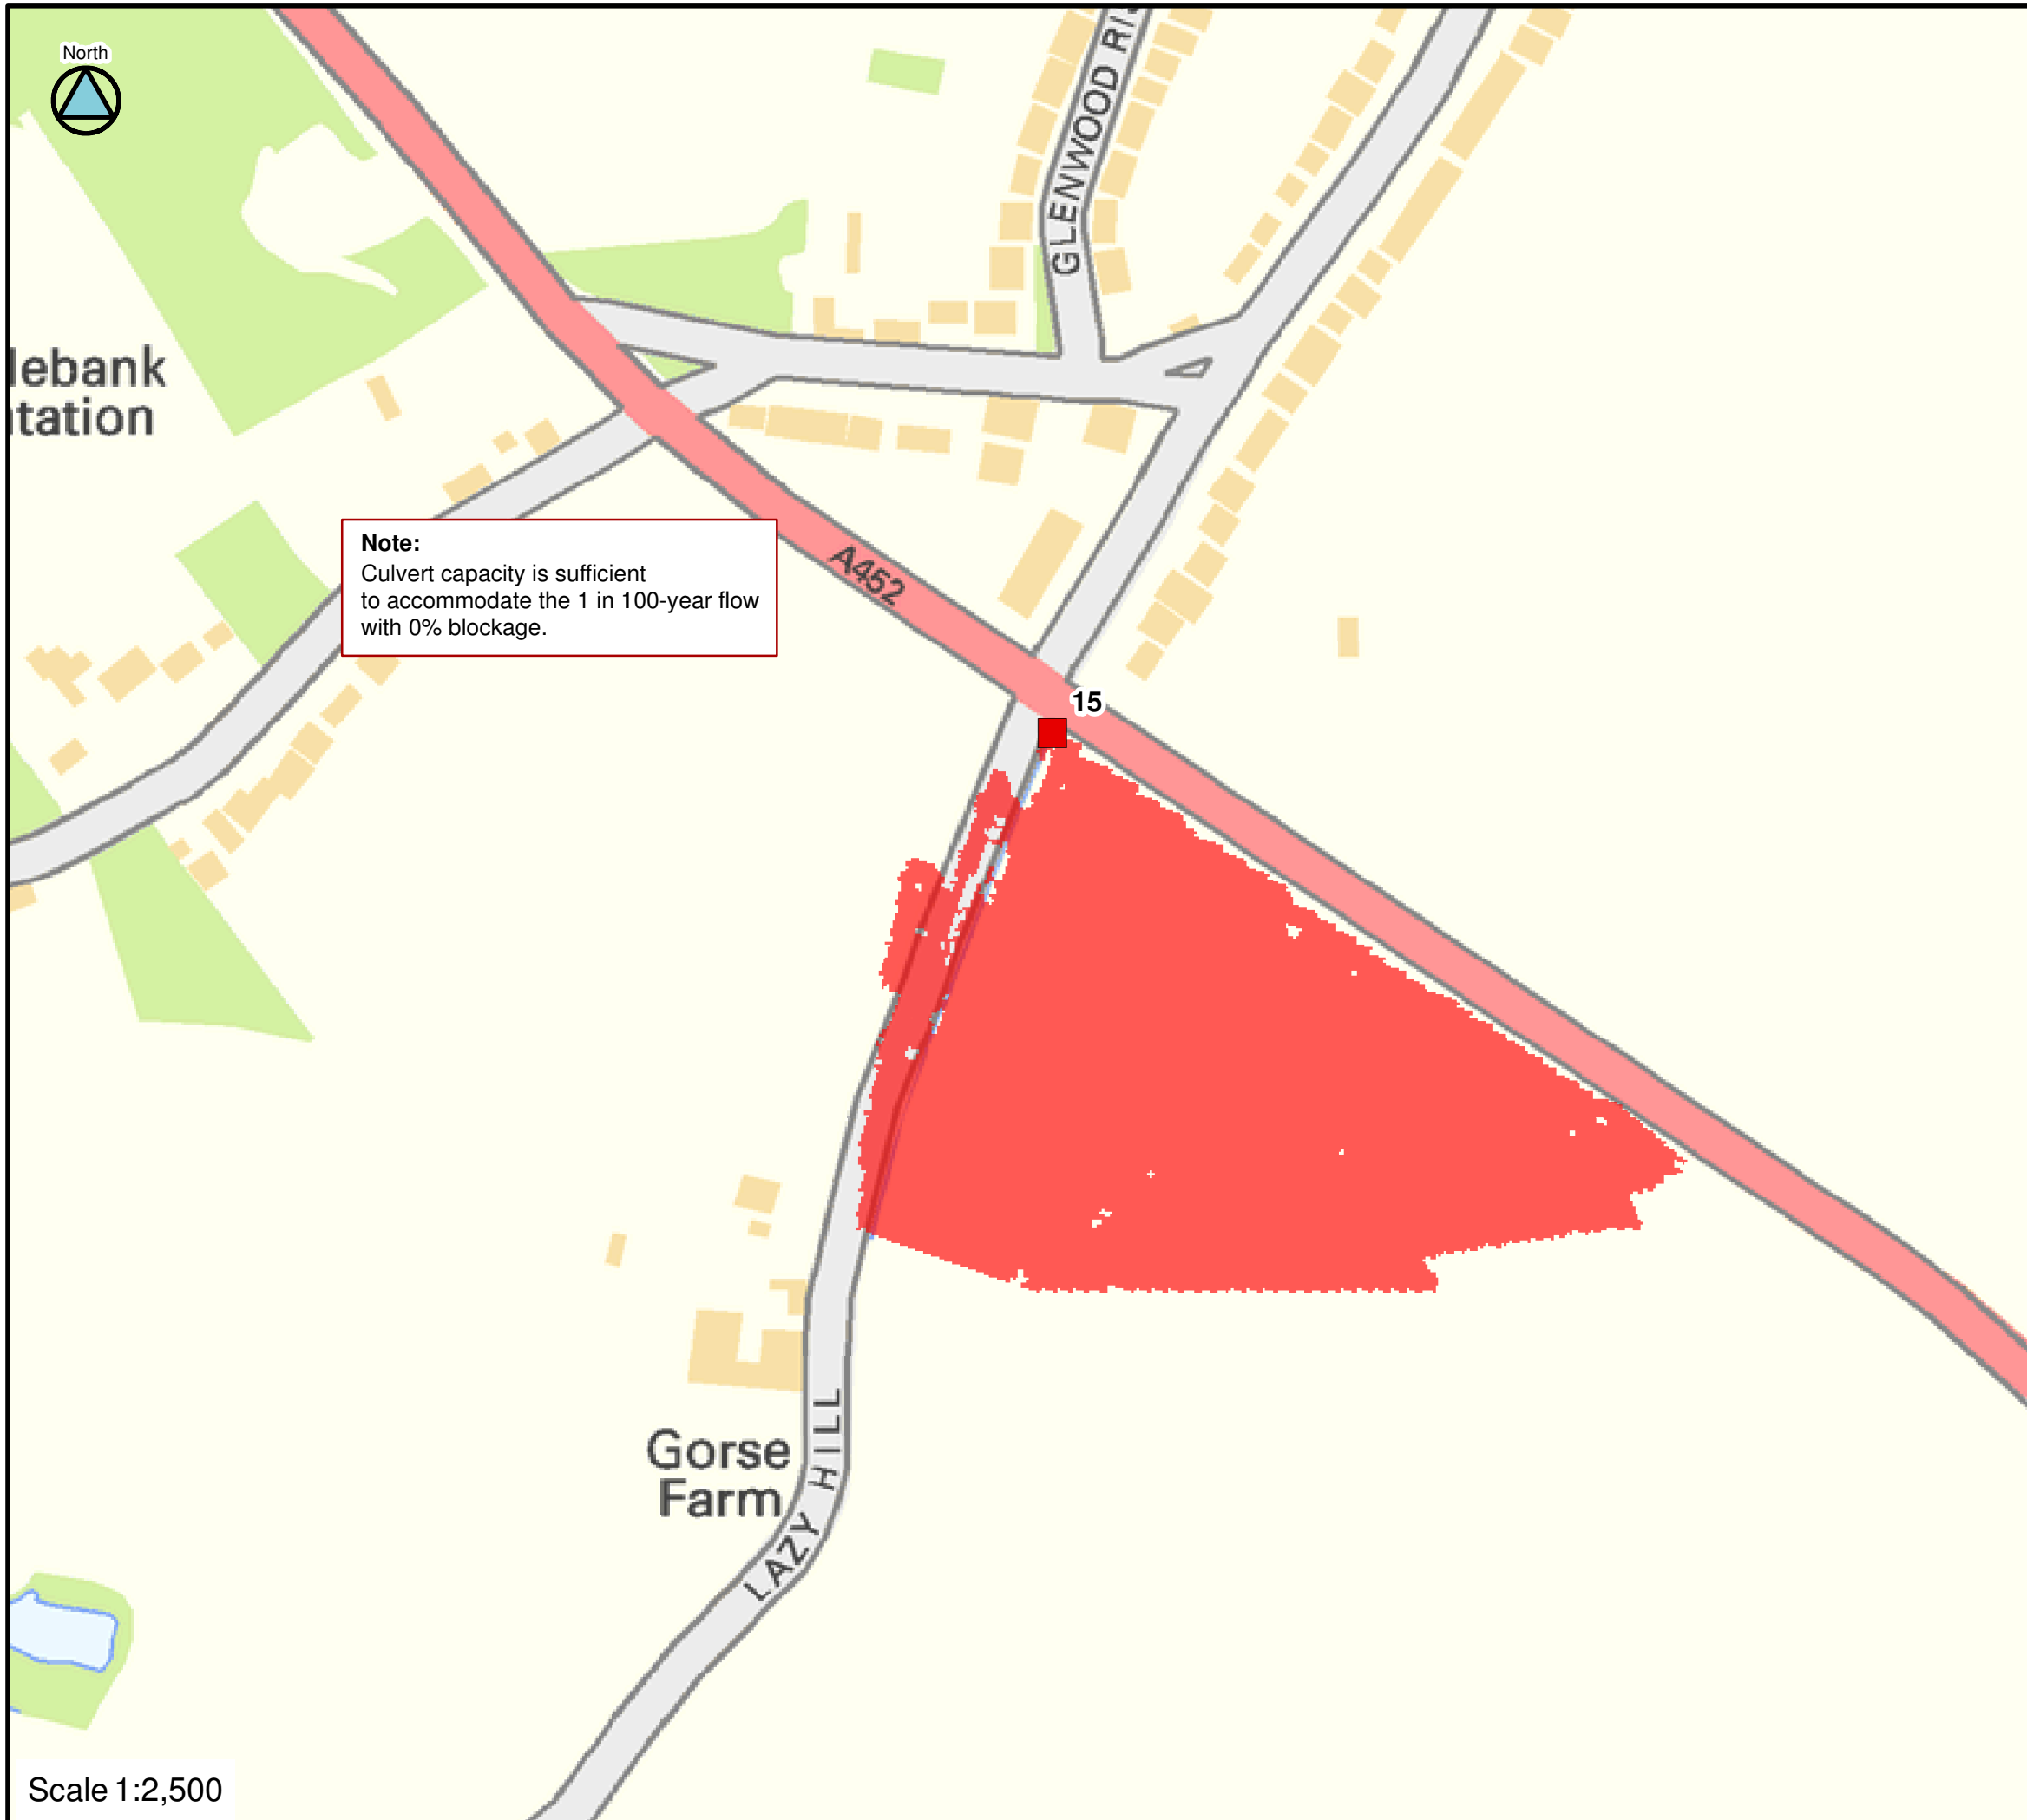 North
GLENWOOD RIS
lebank
tation
Note:
Culvert capacity is sufficient
to accommodate the 1 in 100-year flow
with 0% blockage.
A452
15
Gorse
Farm
LAZY HILL
Scale 1:2,500